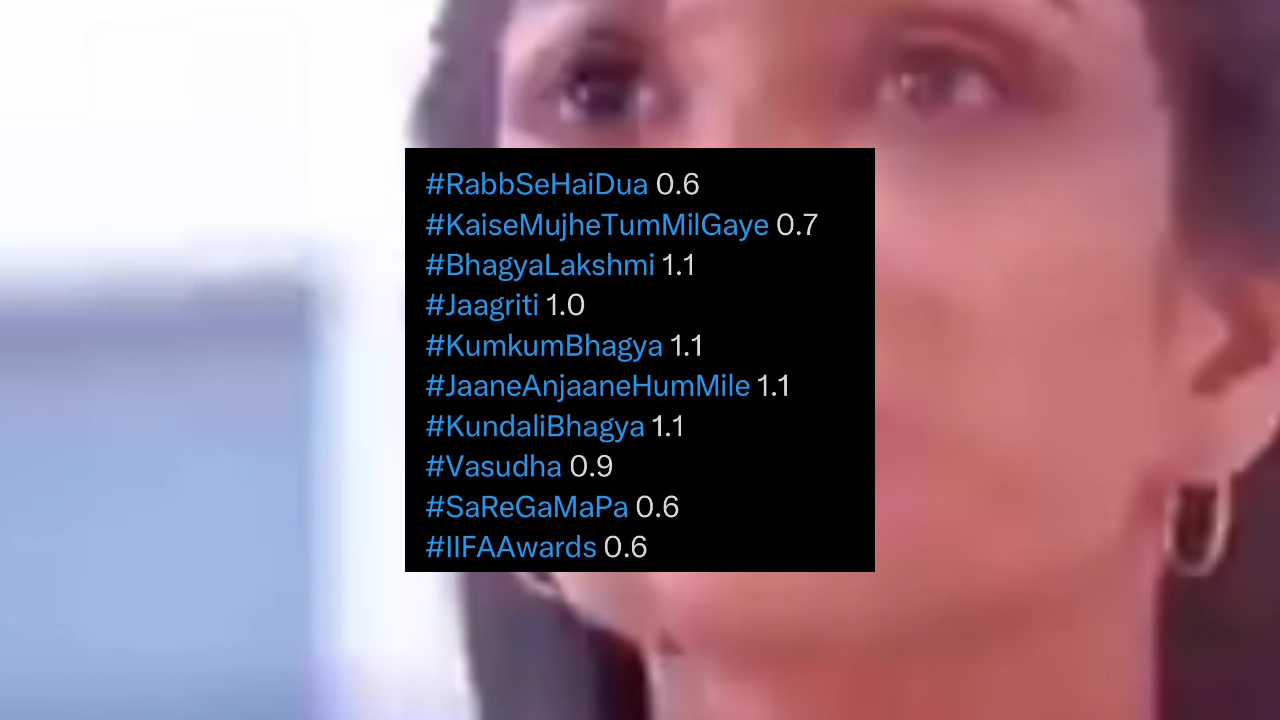 #RabbSeHaiDua 0.6
#KaiseMujheTumMilGaye 0.7
#BhagyaLakshmi 1.1
#Jaagriti 1.0
#KumkumBhagya 1.1
#JaaneAnjaaneHumMile 1.1
#KundaliBhagya 1.1
#Vasudha 0.9
#SaReGaMaPa 0.6
#IIFAAwards 0.6